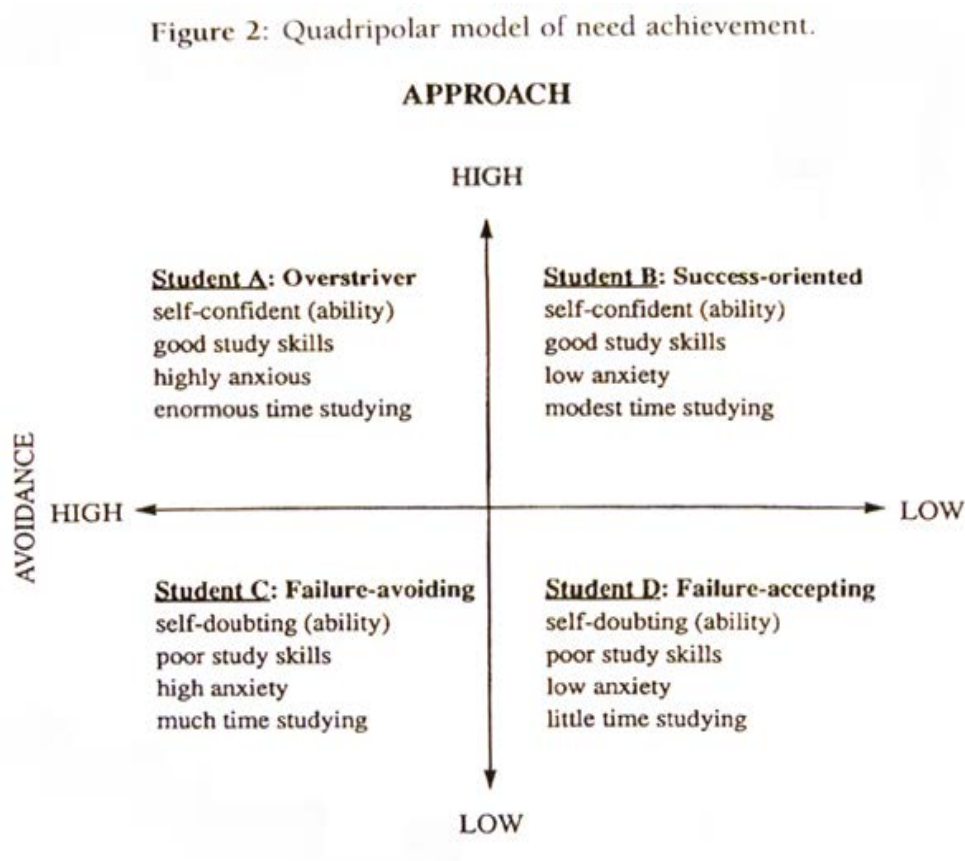 Figure 2: Quadripolar model of need achievement.
APPROACH
HIGH
Student A: Overstriver
self-confident (ability)
good study skills
highly anxious
enormous time studying
Student B: Success-oriented
self-confident (ability)
good study skills
low anxiety
modest time studying
AVOIDANCE
HIGH
LOW
Student C: Failure-avoiding
self-doubting (ability)
poor study skills
high anxiety
much time studying
Student D: Failure-accepting
self-doubting (ability)
poor study skills
low anxiety
little time studying
LOW